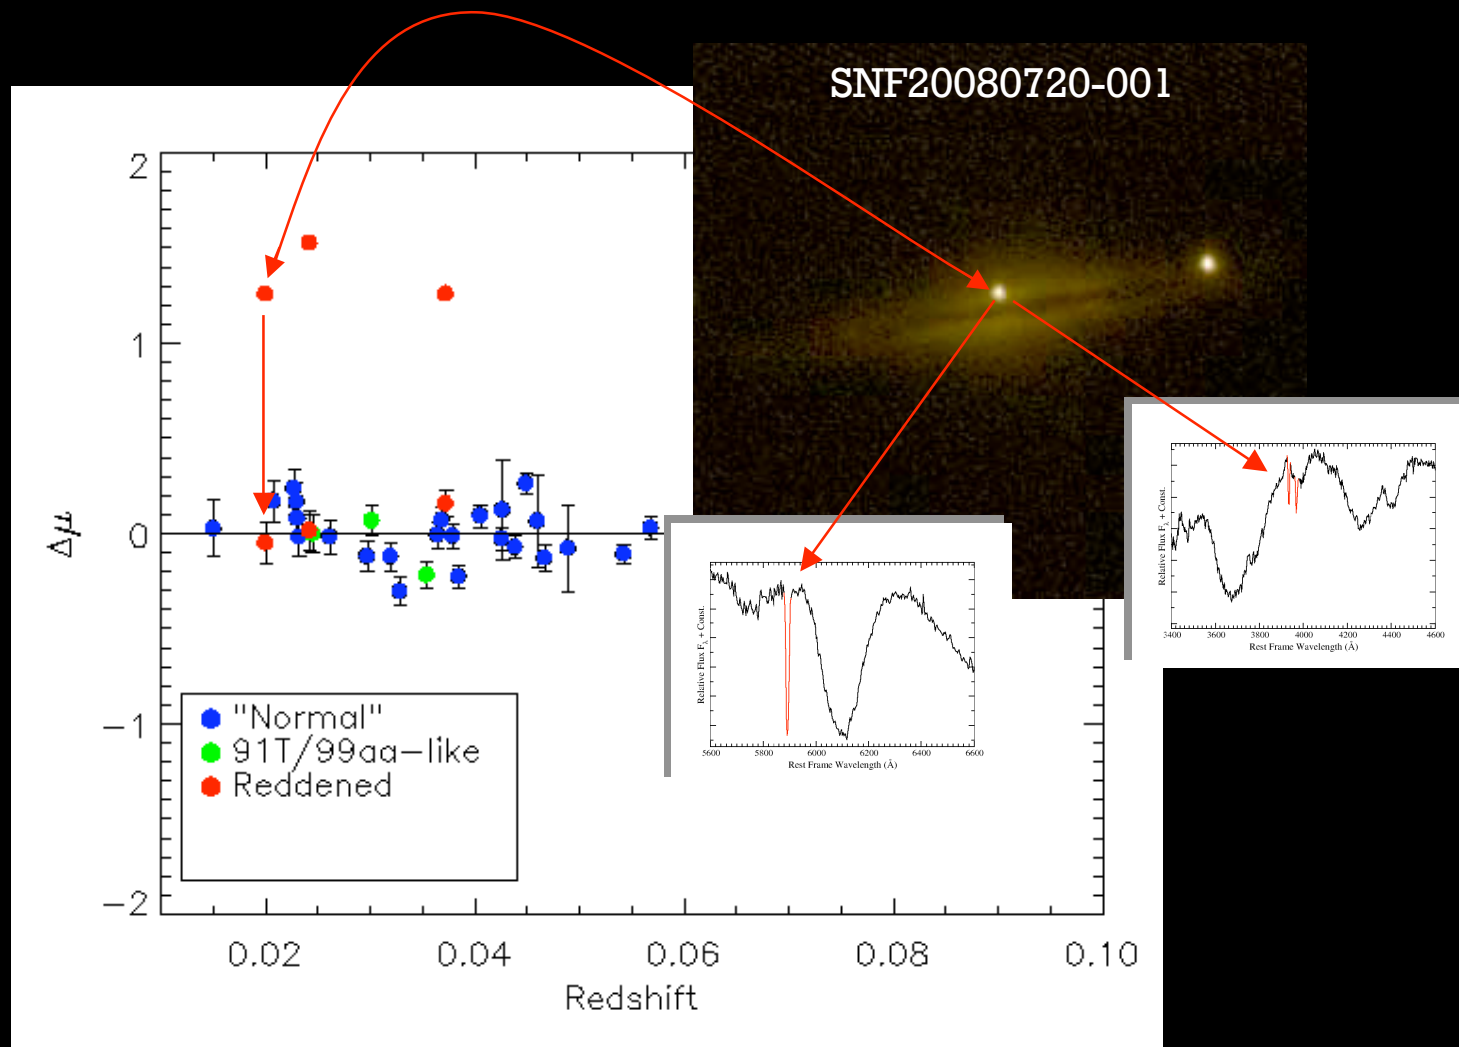 SNF20080720-001
2
1
0
−1
−2
Δμ
"Normal"
91T/99aa−like
Reddened
0.02 0.04 0.06 0.08 0.10
Redshift
Relative Flux Fλ + Const.
5600 5800 6000 6200 6400 6600
Rest Frame Wavelength (Å)
Relative Flux Fλ + Const.
3400 3600 3800 4000 4200 4400 4600
Rest Frame Wavelength (Å)